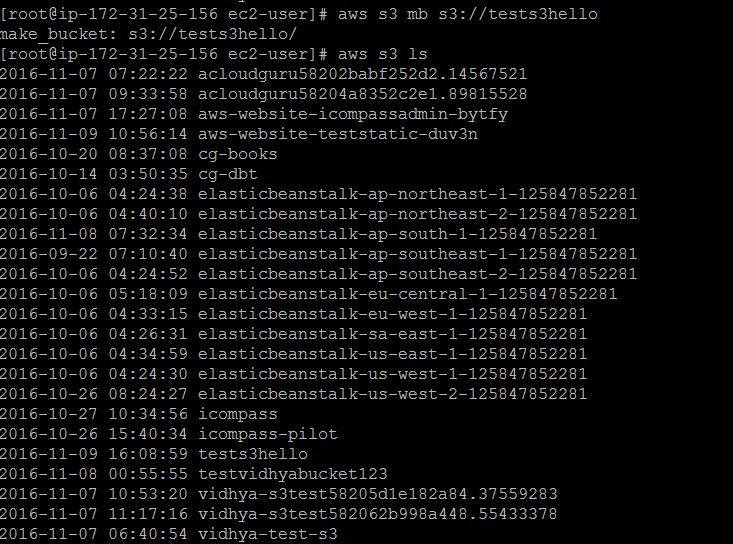 [root@ip-172-31-25-156 ec2-user]# aws s3 mb s3://tests3hello
make_bucket: s3://tests3hello/
[root@ip-172-31-25-156 ec2-user]# aws s3 ls
2016-11-07 07:22:22 acloudguru58202babf252d2.14567521
2016-11-07 09:33:58 acloudguru58204a8352c2e1.89815528
2016-11-07 17:27:08 aws-website-icompassadmin-bytfy
2016-11-09 10:56:14 aws-website-teststatic-duv3n
2016-10-20 08:37:08 cg-books
2016-10-14 03:50:35 cg-dbt
2016-10-06 04:24:38 elasticbeanstalk-ap-northeast-1-125847852281
2016-10-06 04:40:10 elasticbeanstalk-ap-northeast-2-125847852281
2016-11-08 07:32:34 elasticbeanstalk-ap-south-1-125847852281
2016-09-22 07:10:40 elasticbeanstalk-ap-southeast-1-125847852281
2016-10-06 04:24:52 elasticbeanstalk-ap-southeast-2-125847852281
2016-10-06 05:18:09 elasticbeanstalk-eu-central-1-125847852281
2016-10-06 04:33:15 elasticbeanstalk-eu-west-1-125847852281
2016-10-06 04:26:31 elasticbeanstalk-sa-east-1-125847852281
2016-10-06 04:34:59 elasticbeanstalk-us-east-1-125847852281
2016-10-06 04:24:30 elasticbeanstalk-us-west-1-125847852281
2016-10-26 08:24:27 elasticbeanstalk-us-west-2-125847852281
2016-10-27 10:34:56 icompass
2016-10-26 15:40:34 icompass-pilot
2016-11-09 16:08:59 tests3hello
2016-11-08 00:55:55 testvidhyabucket123
2016-11-07 10:53:20 vidhya-s3test58205d1e182a84.37559283
2016-11-07 11:17:16 vidhya-s3test582062b998a448.55433378
2016-11-07 06:40:54 vidhya-test-s3